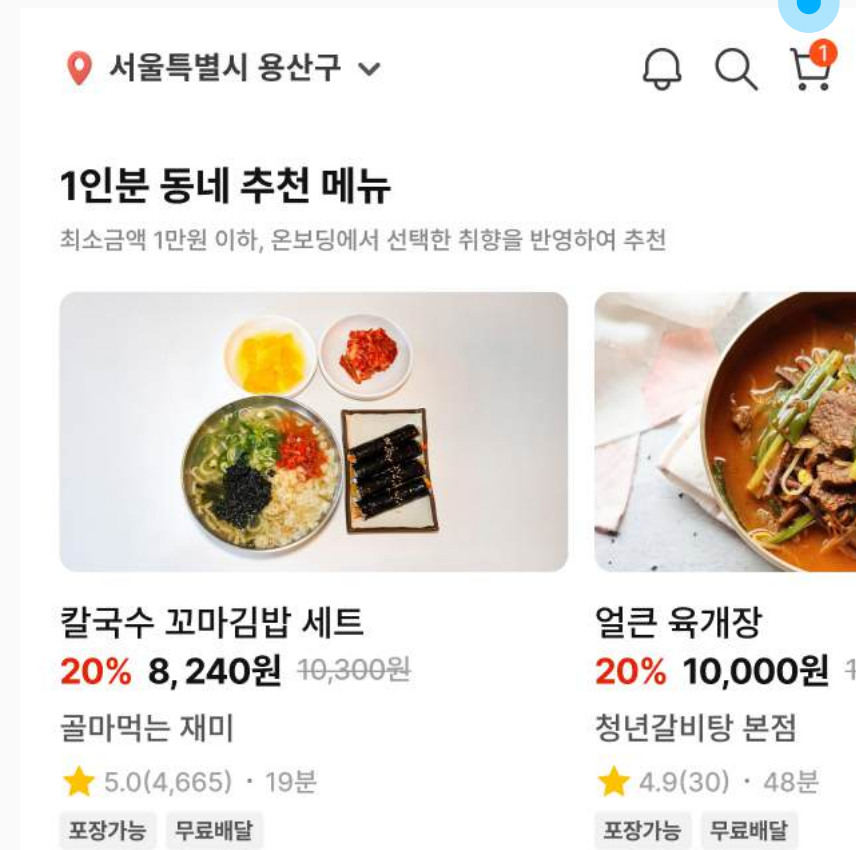 서울특별시 용산구
1
1인분 동네 추천 메뉴
최소금액 1만원 이하, 온보딩에서 선택한 취향을 반영하여 추천
칼국수 꼬마김밥 세트
20% 8,240원 10,300원
골마먹는 재미
5.0(4,665) · 19분
포장가능 무료배달
얼큰 육개장
20% 10,000원
청년갈비탕 본점
4.9(30) · 48분
포장가능 무료배달